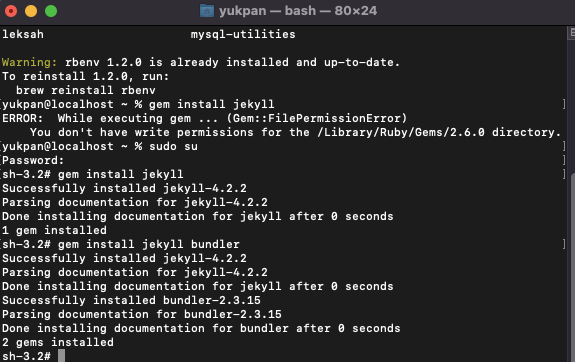 yukpan — bash — 80×24
leksah mysql-utilities
Warning: rbenv 1.2.0 is already installed and up-to-date.
To reinstall 1.2.0, run:
  brew reinstall rbenv
[yukpan@localhost ~ % gem install jekyll ]
ERROR:  While executing gem ... (Gem::FilePermissionError)
    You don't have write permissions for the /Library/Ruby/Gems/2.6.0 directory.
[yukpan@localhost ~ % sudo su ]
[Password: ]
[sh-3.2# gem install jekyll ]
Successfully installed jekyll-4.2.2
Parsing documentation for jekyll-4.2.2
Done installing documentation for jekyll after 0 seconds
1 gem installed
[sh-3.2# gem install jekyll bundler ]
Successfully installed jekyll-4.2.2
Parsing documentation for jekyll-4.2.2
Done installing documentation for jekyll after 0 seconds
Successfully installed bundler-2.3.15
Parsing documentation for bundler-2.3.15
Done installing documentation for bundler after 0 seconds
2 gems installed
sh-3.2#